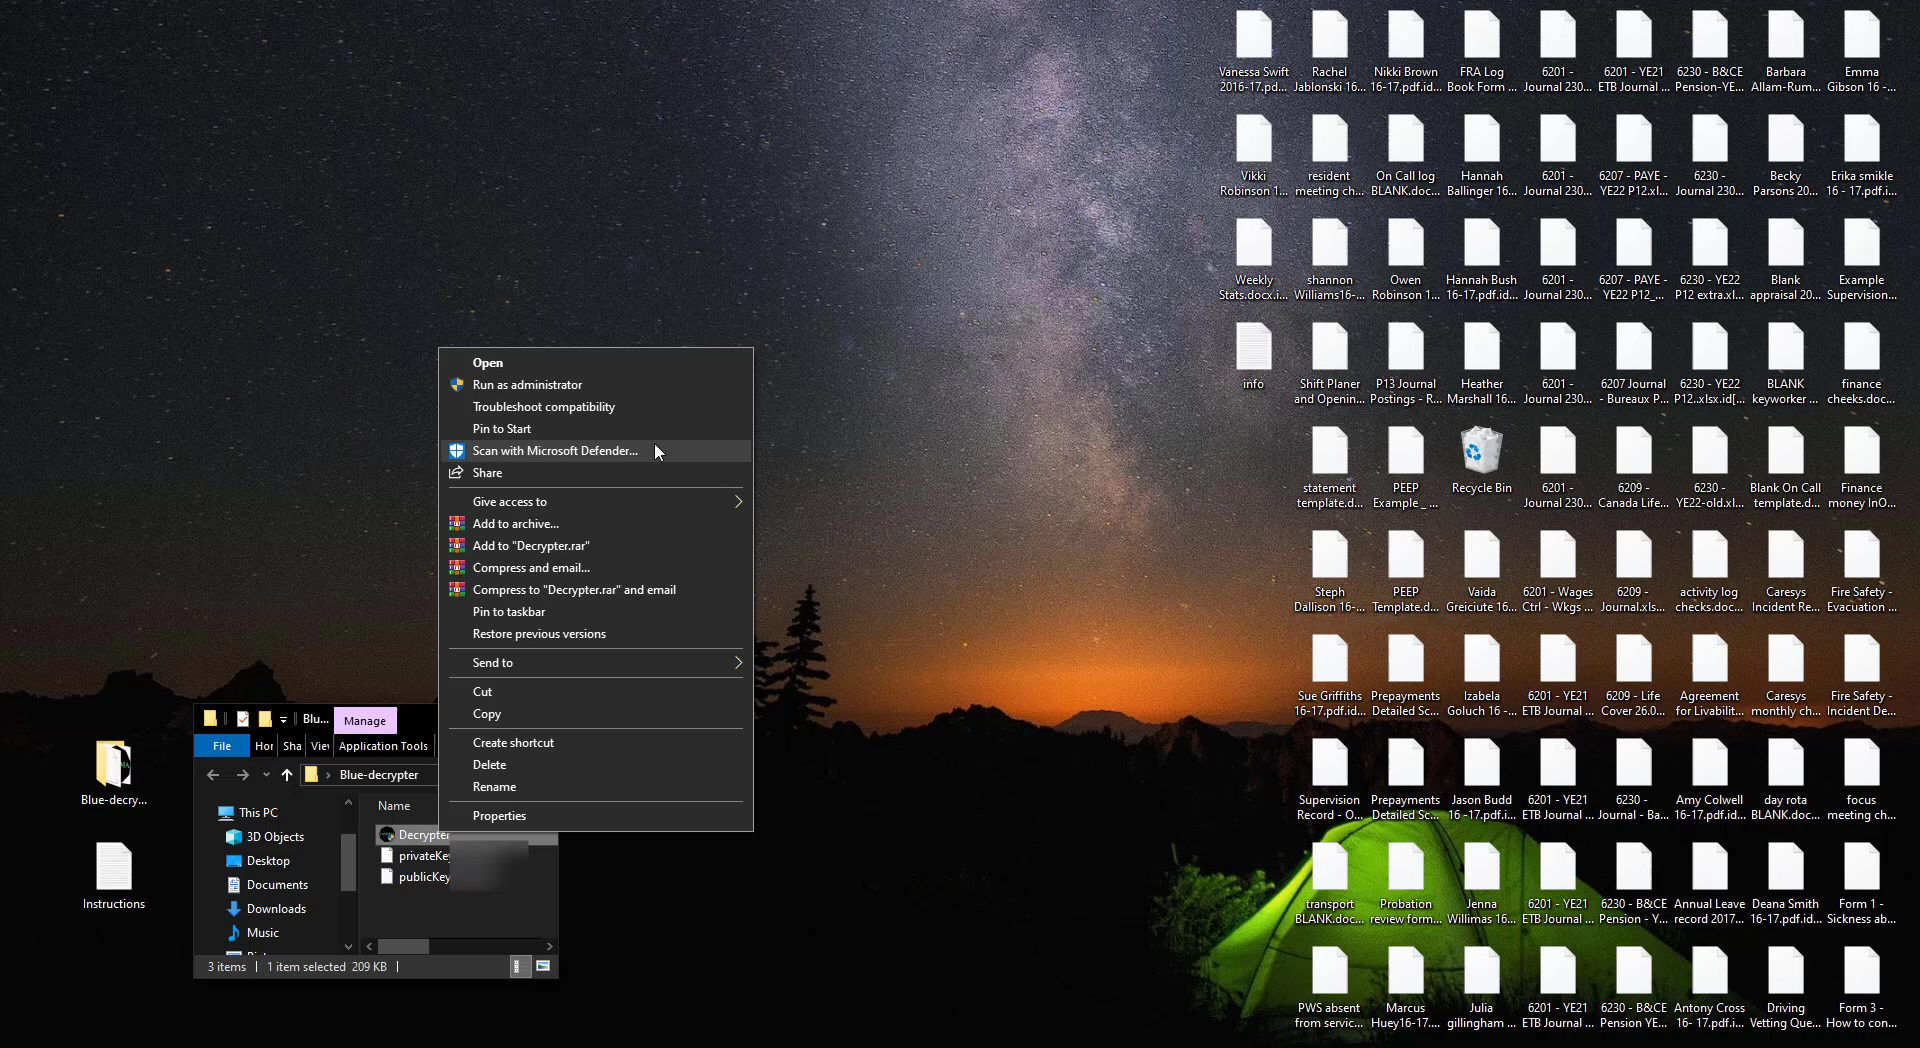 Vanessa Swift
2016-17.pd...
Rachel
Jablonski 16...
Nikki Brown
16-17.pdf.id...
FRA Log
Book Form ...
6201 -
Journal 230...
6201 - YE21
ETB Journal ...
6230 - B&CE
Pension-YE...
Barbara
Allam-Rum...
Emma
Gibson 16 -...
Vikki
Robinson 1...
resident
meeting ch...
On Call log
BLANK.doc...
Hannah
Ballinger 16...
6201 -
Journal 230...
6207 - PAYE -
YE22 P12.xl...
6230 -
Journal 230...
Becky
Parsons 20...
Erika smikle
16 - 17.pdf.i...
Weekly
Stats.docx.i...
shannon
Williams16-...
Owen
Robinson 1...
Hannah Bush
16-17.pdf.id...
6201 -
Journal 230...
6207 - PAYE -
YE22 P12_...
6230 - YE22
P12 extra.xl...
Blank
appraisal 20...
Example
Supervision...
info
Shift Planer
and Openin...
P13 Journal
Postings - R...
Heather
Marshall 16...
6201 -
Journal 230...
6207 Journal
- Bureaux P...
6230 - YE22
P12..xlsx.id[...
BLANK
keyworker ...
finance
cheeks.doc...
statement
template.d...
PEEP
Example _ ...
Recycle Bin
6201 -
Journal 230...
6209 -
Canada Life...
6230 -
YE22-old.xl...
Blank On Call
template.d...
Finance
money InO...
Steph
Dallison 16-...
PEEP
Template.d...
Vaida
Greiciute 16...
6201 - Wages
Ctrl - Wkgs ...
6209 -
Journal.xls...
activity log
checks.doc...
Caresys
Incident Re...
Fire Safety -
Evacuation ...
Sue Griffiths
16-17.pdf.id...
Prepayments
Detailed Sc...
Izabela
Goluch 16 -...
6201 - YE21
ETB Journal ...
6209 - Life
Cover 26.0...
Agreement
for Livabilit...
Caresys
monthly ch...
Fire Safety -
Incident De...
Supervision
Record - O...
Prepayments
Detailed Sc...
Jason Budd
16 -17.pdf.i...
6201 - YE21
ETB Journal ...
6230 -
Journal - Ba...
Amy Colwell
16-17.pdf.id...
day rota
BLANK.doc...
focus
meeting ch...
transport
BLANK.doc...
Probation
review form...
Jenna
Willimas 16...
6201 - YE21
ETB Journal ...
6230 - B&CE
Pension - Y...
Annual Leave
record 2017...
Deana Smith
16-17.pdf.id...
Form 1 -
Sickness ab...
PWS absent
from servic...
Marcus
Huey16-17....
Julia
gillingham ...
6201 - YE21
ETB Journal ...
6230 - B&CE
Pension YE...
Antony Cross
16- 17.pdf.i...
Driving
Vetting Que...
Form 3 -
How to con...
Open
Run as administrator
Troubleshoot compatibility
Pin to Start
Scan with Microsoft Defender...
Share
Give access to
Add to archive...
Add to "Decrypter.rar"
Compress and email...
Compress to "Decrypter.rar" and email
Pin to taskbar
Restore previous versions
Send to
Cut
Copy
Create shortcut
Delete
Rename
Properties
Blue-decry...
Instructions
Blu...
Manage
File
Application Tools
Blue-decrypter
This PC
3D Objects
Desktop
Documents
Downloads
Music
Name
Decrypter
privateKey
publicKey
3 items
1 item selected 209 KB